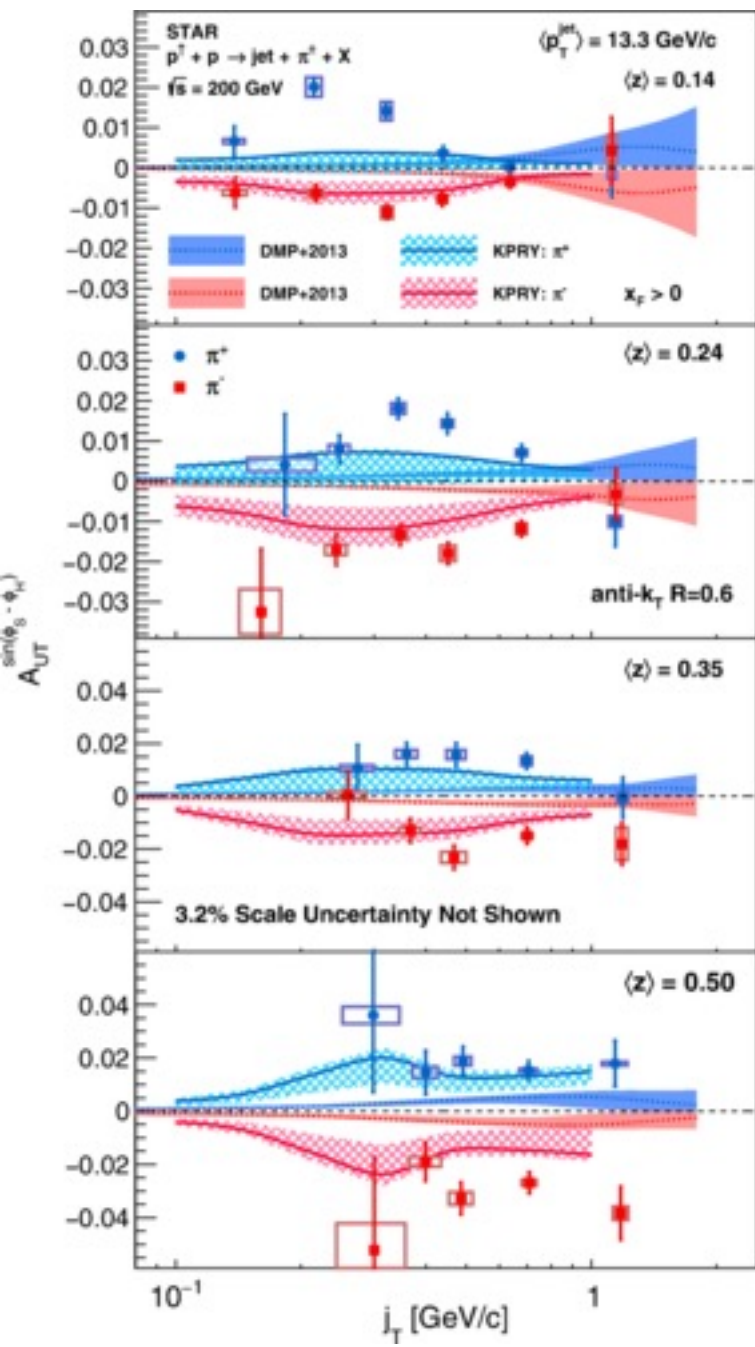 STAR
p↑ + p → jet + π± + X
√s = 200 GeV
⟨p_T^jet⟩ = 13.3 GeV/c
⟨z⟩ = 0.14
0.03
0.02
0.01
0
−0.01
−0.02
−0.03
DMP+2013
KPRY: π+
DMP+2013
KPRY: π-
x_F > 0
π+
π-
⟨z⟩ = 0.24
0.03
0.02
0.01
0
−0.01
−0.02
−0.03
anti-k_T R=0.6
A_UT^sin(ϕ_S - ϕ_H)
⟨z⟩ = 0.35
0.04
0.02
0
−0.02
−0.04
3.2% Scale Uncertainty Not Shown
⟨z⟩ = 0.50
0.04
0.02
0
−0.02
−0.04
10−1
1
j_T [GeV/c]